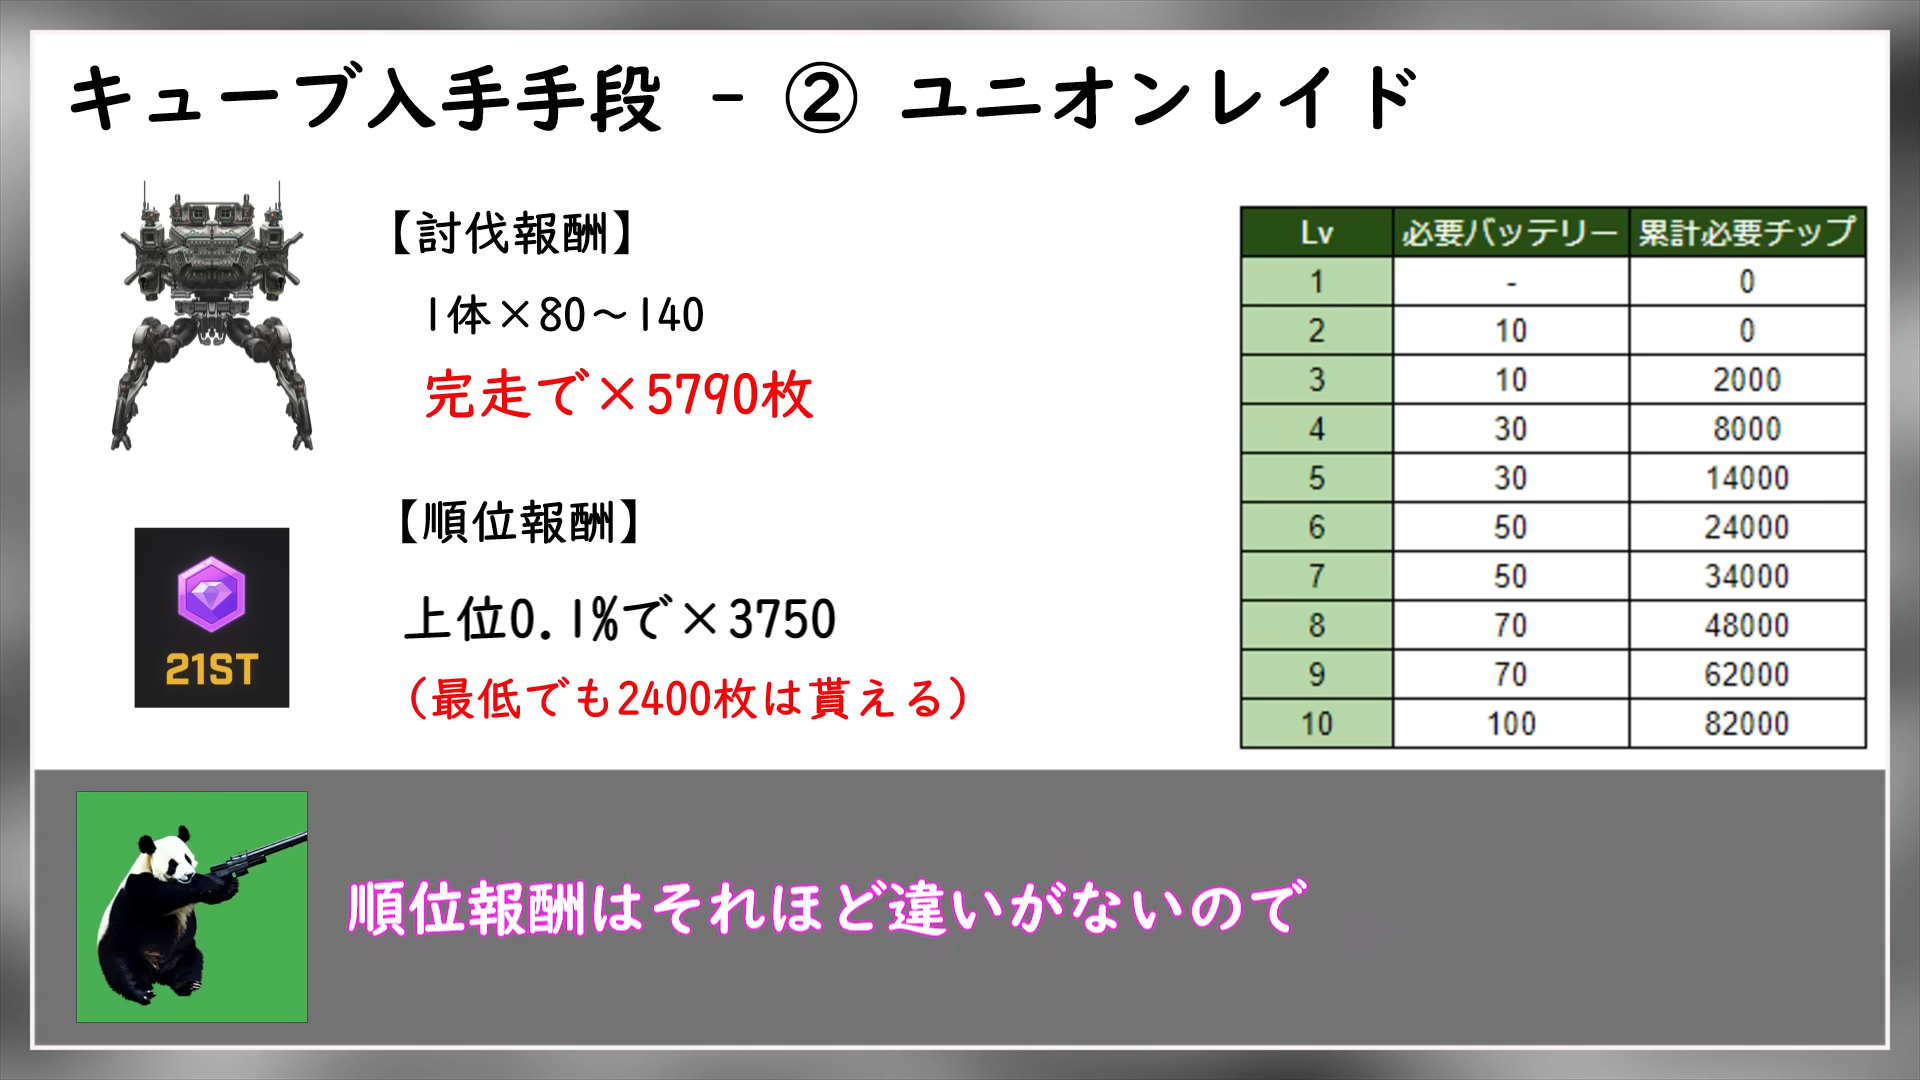 キューブ入手手段 - ② ユニオンレイド
【討伐報酬】
1体×80～140
完走で×5790枚
【順位報酬】
21ST
上位0.1%で×3750
（最低でも2400枚は貰える）
Lv 必要バッテリー 累計必要チップ
1 - 0
2 10 0
3 10 2000
4 30 8000
5 30 14000
6 50 24000
7 50 34000
8 70 48000
9 70 62000
10 100 82000
順位報酬はそれほど違いがないので